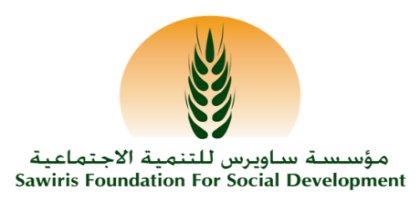 مؤسسة ساويرس للتنمية الاجتماعية
Sawiris Foundation For Social Development